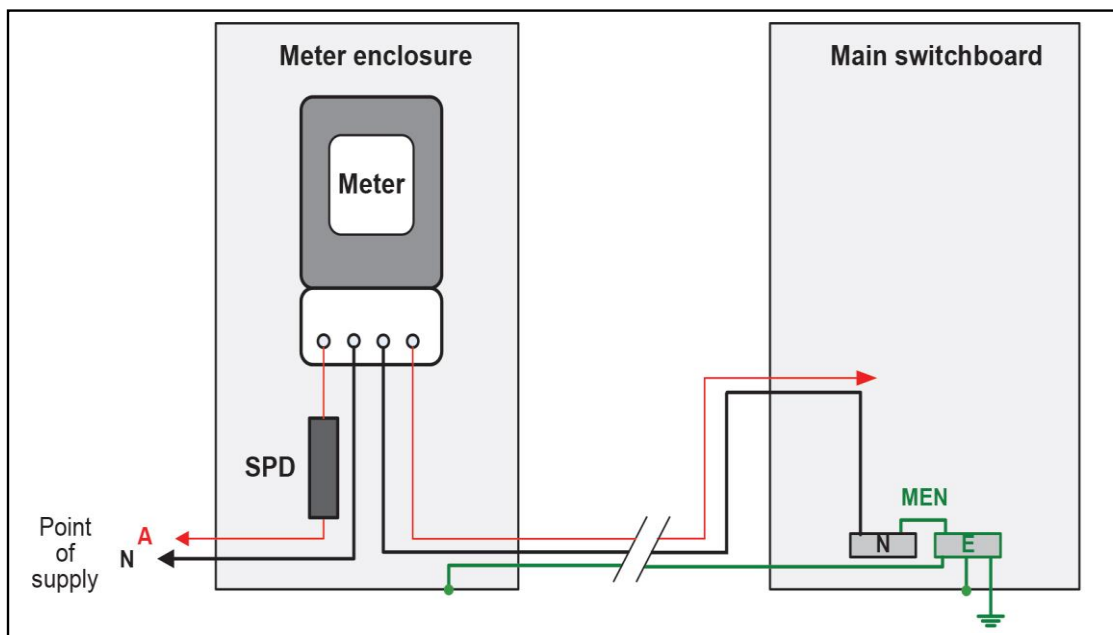 Meter enclosure
Main switchboard
Meter
SPD
MEN
Point
of
supply
A
N
N
E